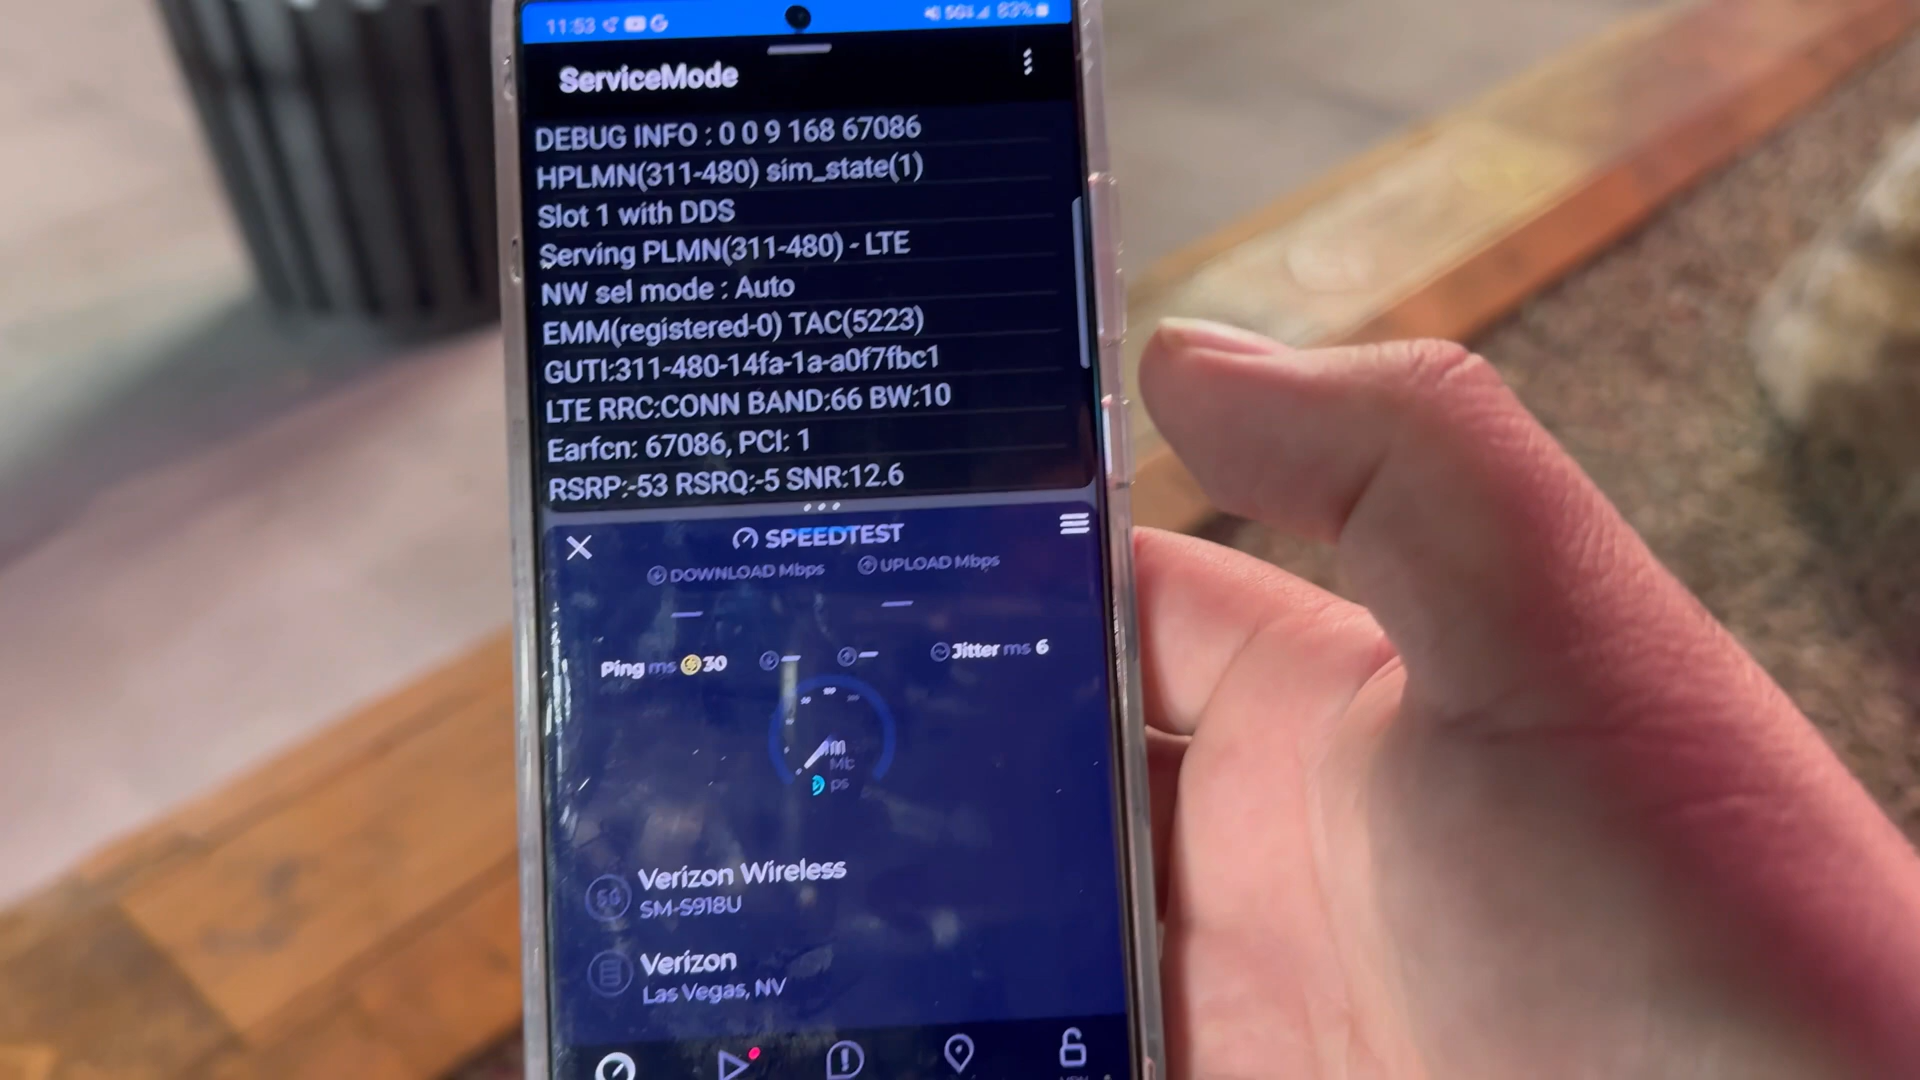 11:53 G 5G 83%
ServiceMode
DEBUG INFO : 0 0 9 168 67086
HPLMN(311-480) sim_state(1)
Slot 1 with DDS
Serving PLMN(311-480) - LTE
NW sel mode : Auto
EMM(registered-0) TAC(5223)
GUTI:311-480-14fa-1a-a0f7fbc1
LTE RRC:CONN BAND:66 BW:10
Earfcn: 67086, PCI: 1
RSRP:-53 RSRQ:-5 SNR:12.6
SPEEDTEST
DOWNLOAD Mbps UPLOAD Mbps
— —
Ping ms 30 — — Jitter ms 6
Verizon Wireless
5G
SM-S918U
Verizon
Las Vegas, NV